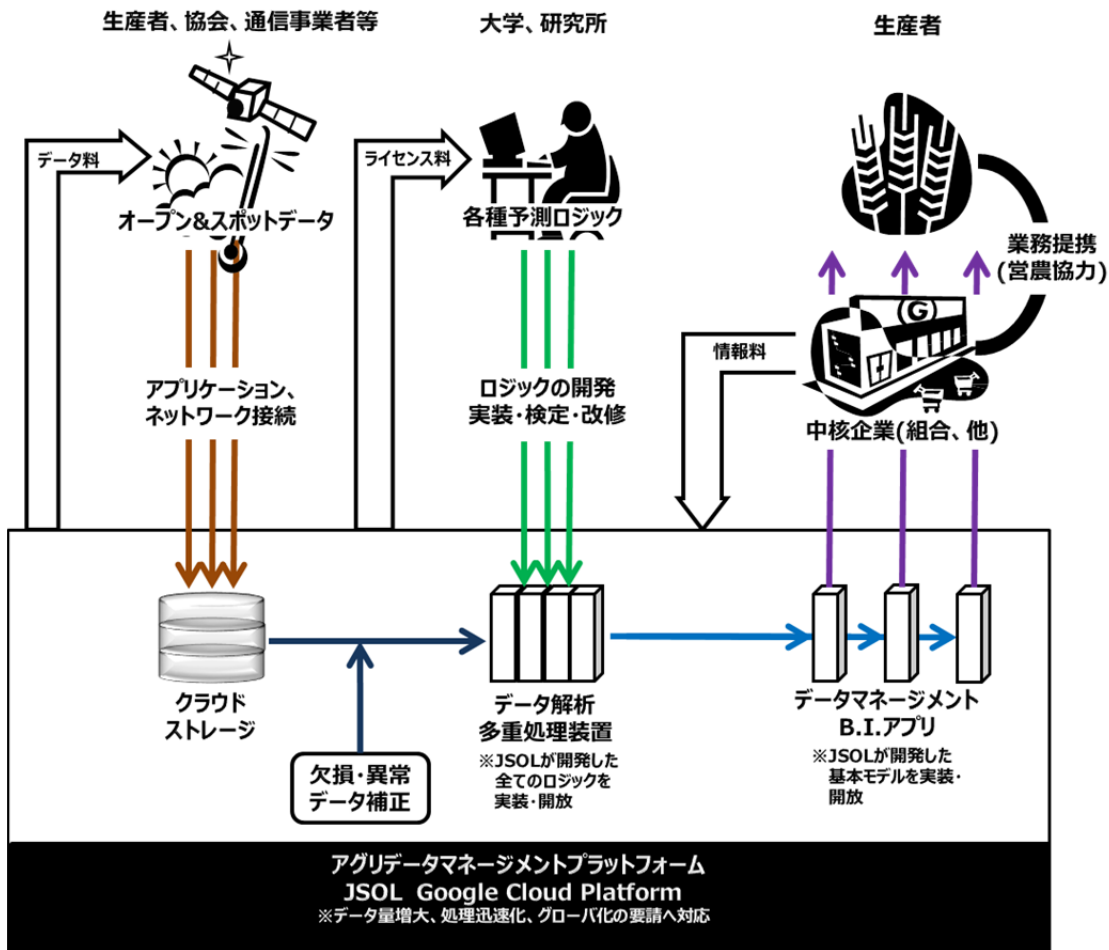 生産者、協会、通信事業者等
大学、研究所
生産者
データ料
オープン&スポットデータ
ライセンス料
各種予測ロジック
業務提携
(営農協力)
G
情報料
アプリケーション、
ネットワーク接続
ロジックの開発
実装・検定・改修
中核企業(組合、他)
クラウド
ストレージ
欠損・異常
データ補正
データ解析
多重処理装置
※JSOLが開発した
全てのロジックを
実装・開放
データマネージメント
B.I.アプリ
※JSOLが開発した
基本モデルを実装・
開放
アグリデータマネージメントプラットフォーム
JSOL Google Cloud Platform
※データ量増大、処理迅速化、グローバ化の要請へ対応